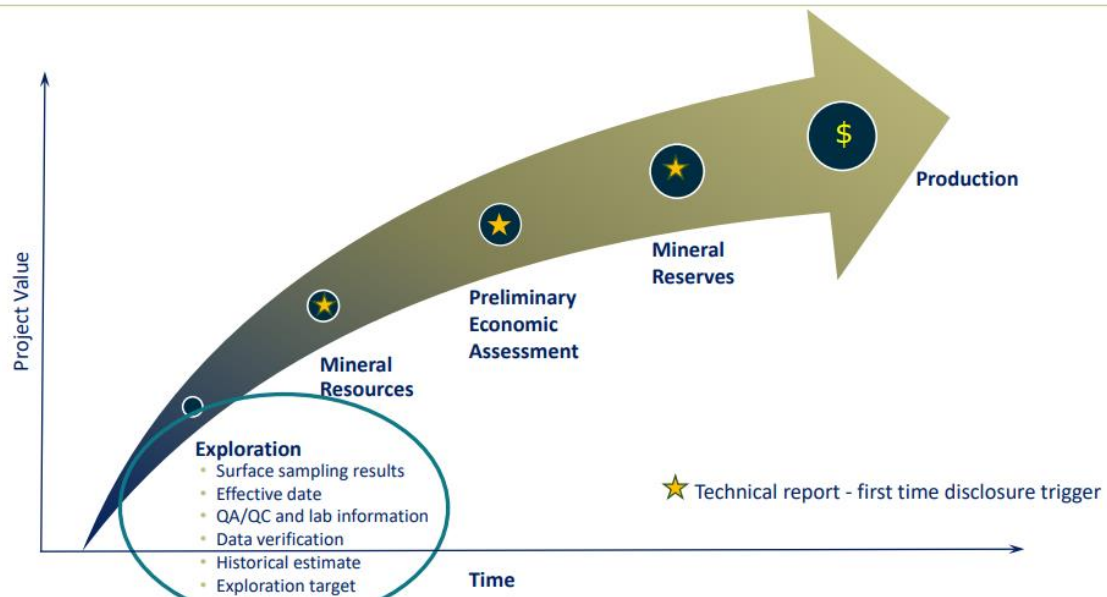 Project Value
$
Production
Mineral
Reserves
Preliminary
Economic
Assessment
Mineral
Resources
Exploration
• Surface sampling results
• Effective date
• QA/QC and lab information
• Data verification
• Historical estimate
• Exploration target
Technical report - first time disclosure trigger
Time